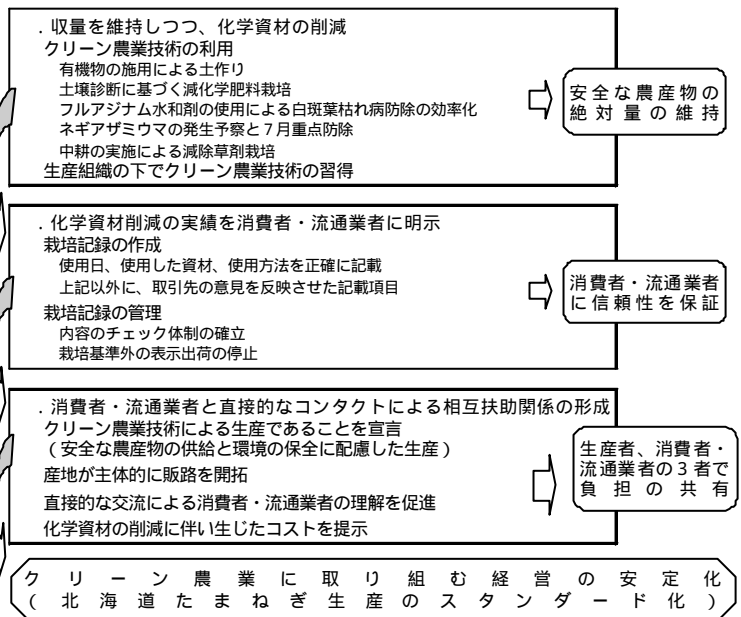 ．収量を維持しつつ、化学資材の削減
クリーン農業技術の利用
有機物の施用による土作り
土壌診断に基づく減化学肥料栽培
フルアジナム水和剤の使用による白斑葉枯れ病防除の効率化
ネギアザミウマの発生予察と７月重点防除
中耕の実施による減除草剤栽培
生産組織の下でクリーン農業技術の習得
安全な農産物の
絶対量の維持
．化学資材削減の実績を消費者・流通業者に明示
栽培記録の作成
使用日、使用した資材、使用方法を正確に記載
上記以外に、取引先の意見を反映させた記載項目
栽培記録の管理
内容のチェック体制の確立
栽培基準外の表示出荷の停止
消費者・流通業者
に信頼性を保証
．消費者・流通業者と直接的なコンタクトによる相互扶助関係の形成
クリーン農業技術による生産であることを宣言
（安全な農産物の供給と環境の保全に配慮した生産）
産地が主体的に販路を開拓
直接的な交流による消費者・流通業者の理解を促進
化学資材の削減に伴い生じたコストを提示
生産者、消費者・
流通業者の３者で
負担の共有
クリーン農業に取り組む経営の安定化
（北海道たまねぎ生産のスタンダード化）